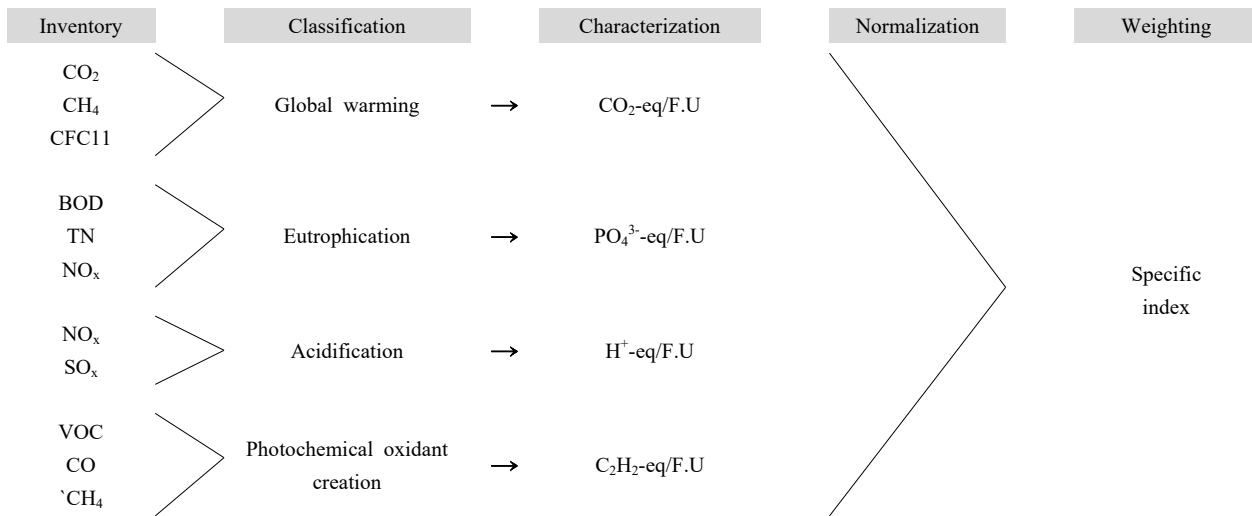 Inventory Classification Characterization Normalization Weighting
CO₂
CH₄
CFC11
Global warming → CO₂-eq/F.U
BOD
TN
NOₓ
Eutrophication → PO₄³⁻-eq/F.U
NOₓ
SOₓ
Acidification → H⁺-eq/F.U
VOC
CO
`CH₄
Photochemical oxidant
creation
→ C₂H₂-eq/F.U
Specific
index